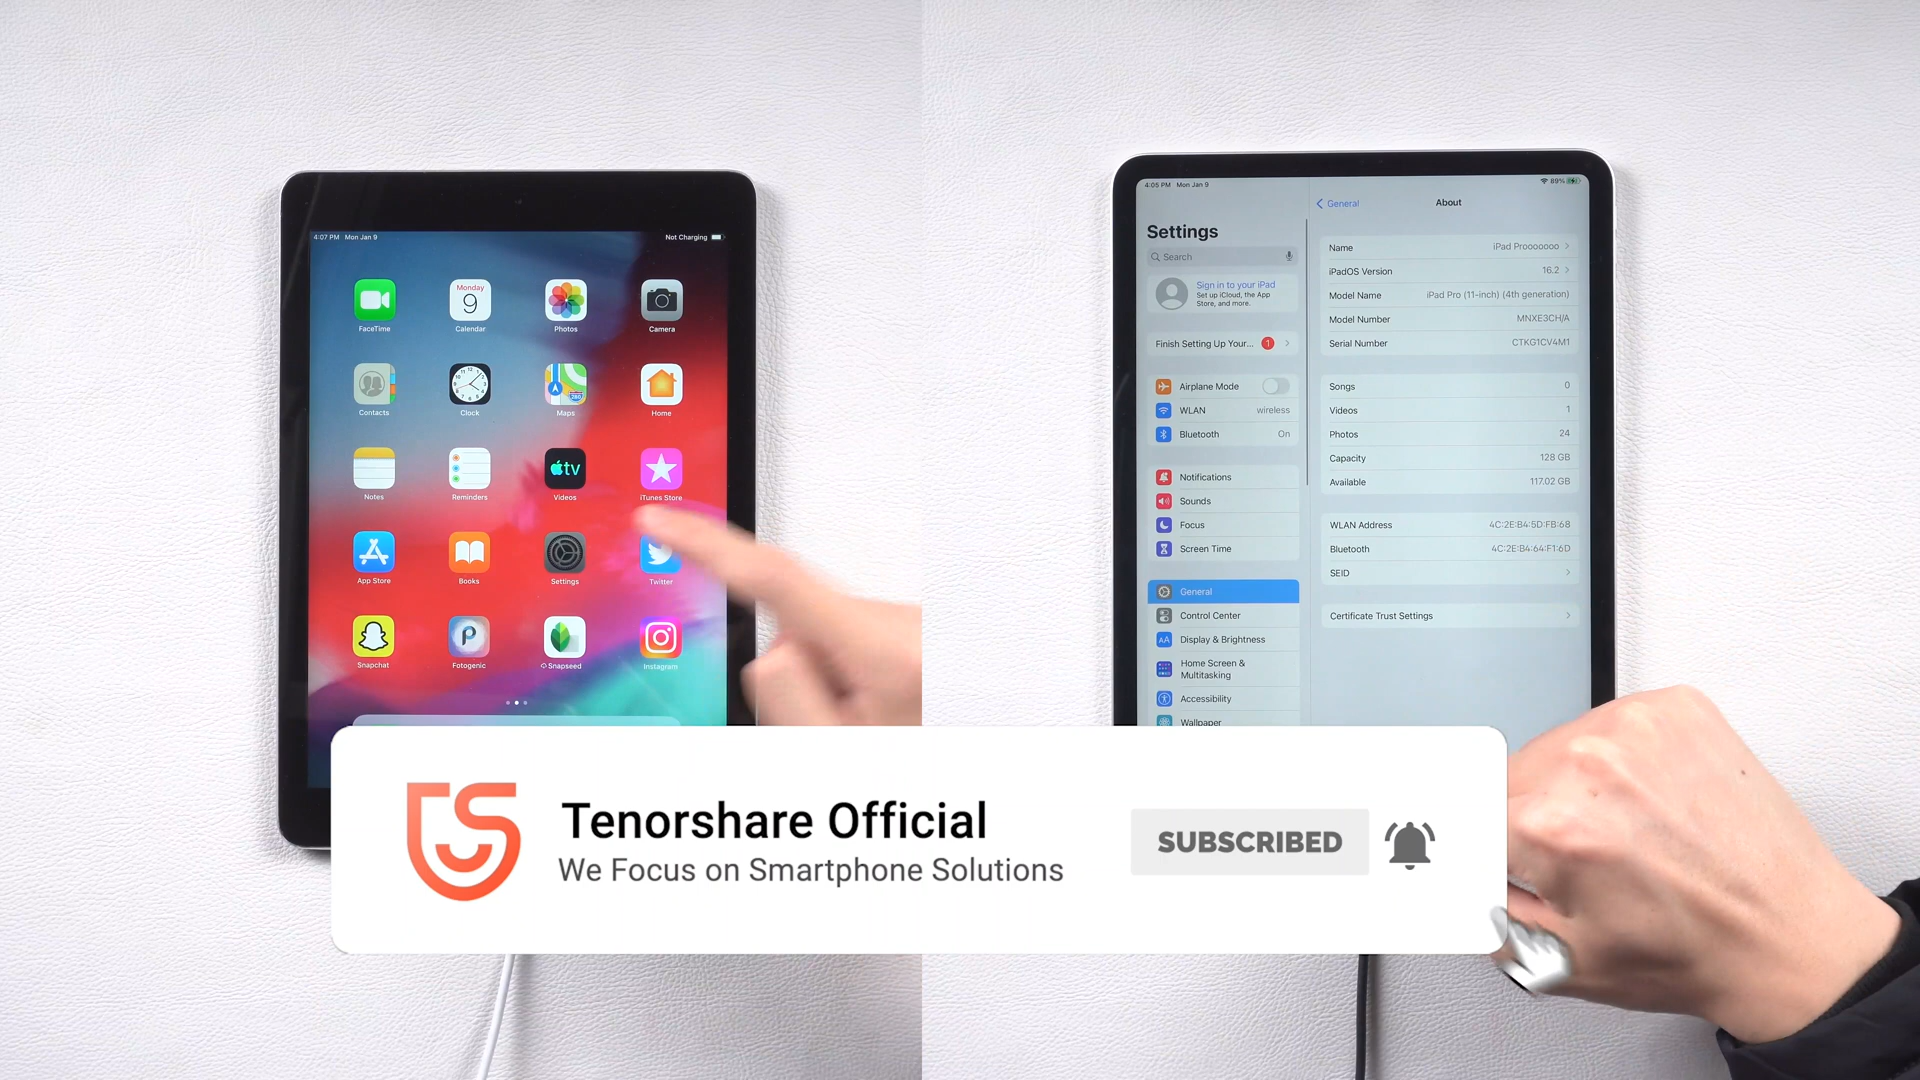 4:07 PM Mon Jan 9
Not Charging
FaceTime
Monday
9
Calendar
Photos
Camera
Contacts
Clock
Maps
Home
Notes
Reminders
tv
Videos
iTunes Store
App Store
Books
Settings
Twitter
Snapchat
P
Fotogenic
Snapseed
Instagram
4:05 PM Mon Jan 9
89%
Settings
Search
Sign in to your iPad
Set up iCloud, the App
Store, and more.
Finish Setting Up Your... 1
Airplane Mode
WLAN wireless
Bluetooth On
Notifications
Sounds
Focus
Screen Time
General
Control Center
AA Display & Brightness
Home Screen &
Multitasking
Accessibility
Wallpaper
General
About
Name iPad Prooooooo
iPadOS Version 16.2
Model Name iPad Pro (11-inch) (4th generation)
Model Number MNXE3CH/A
Serial Number CTKG1CV4M1
Songs 0
Videos 1
Photos 24
Capacity 128 GB
Available 117.02 GB
WLAN Address 4C:2E:B4:5D:FB:68
Bluetooth 4C:2E:B4:64:F1:6D
SEID
Certificate Trust Settings
Tenorshare Official
We Focus on Smartphone Solutions
SUBSCRIBED